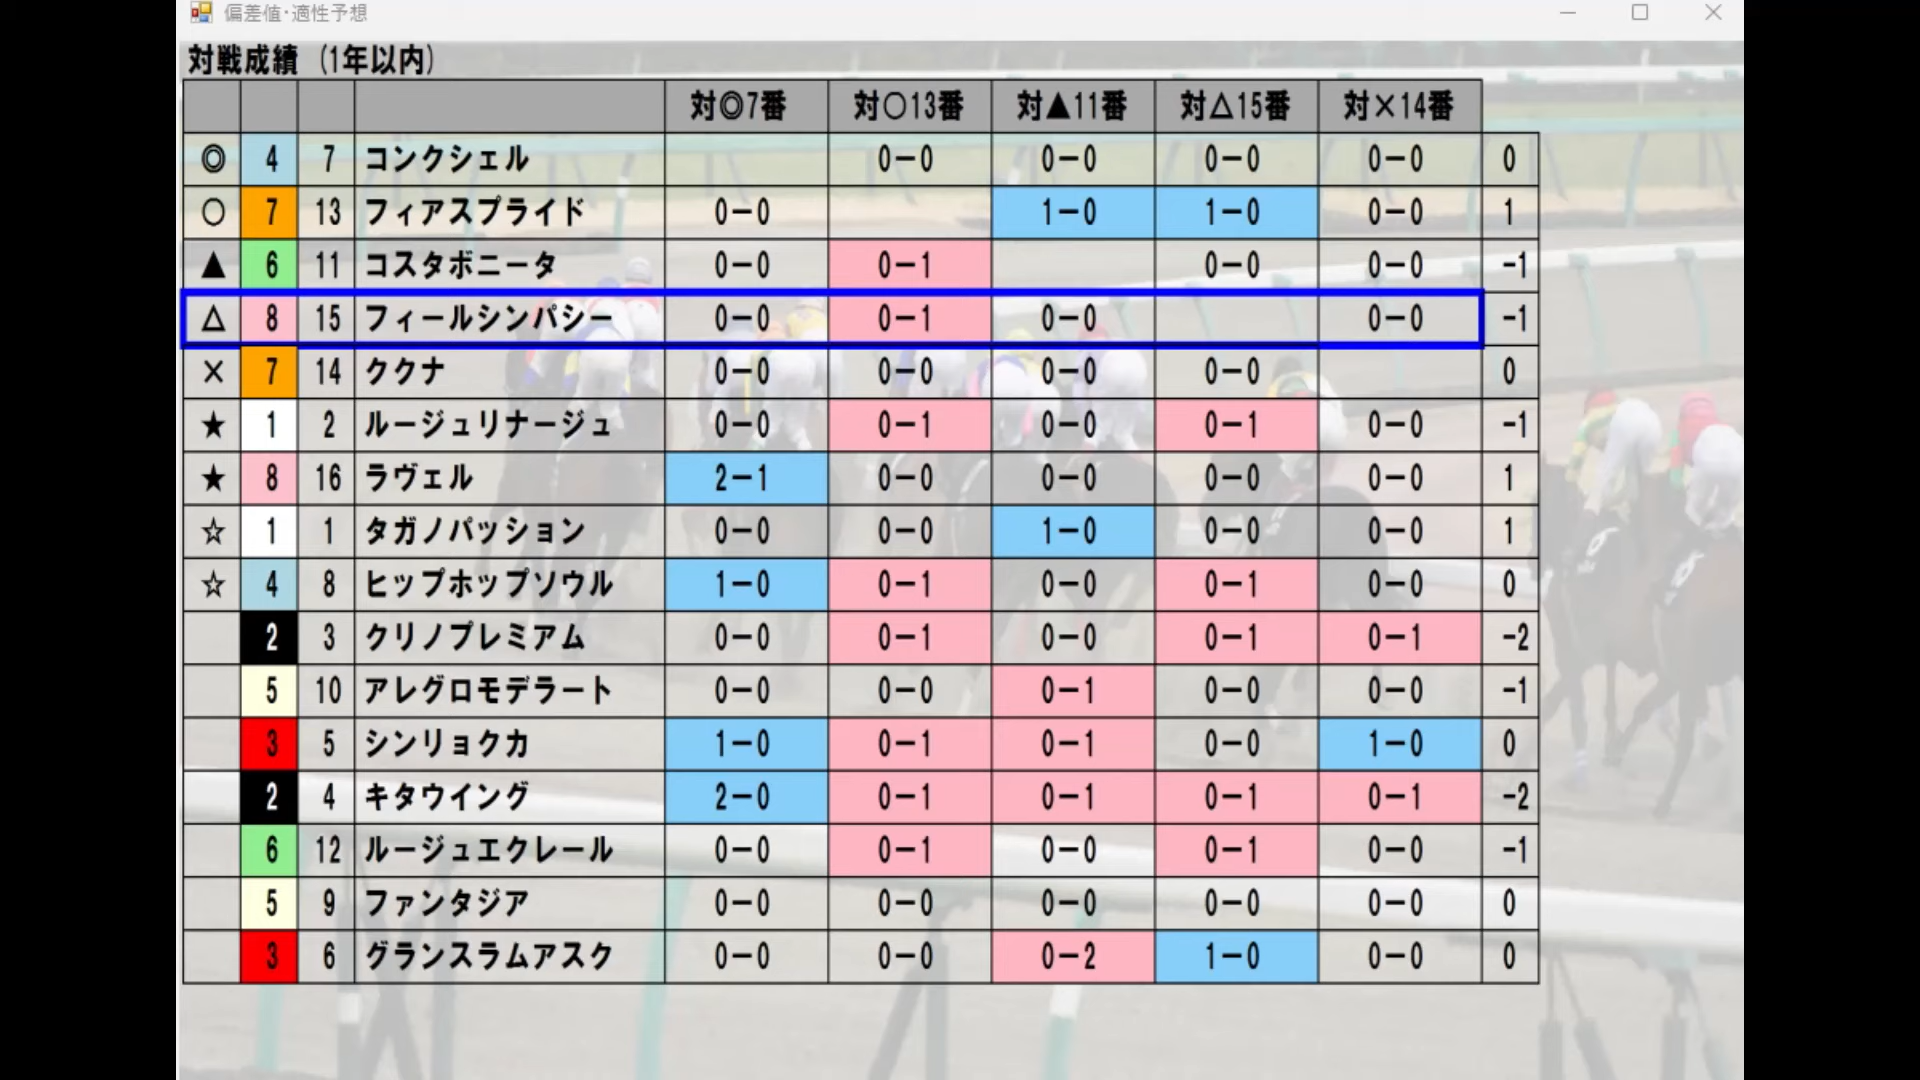 偏差値・適性予想
対戦成績 (1年以内)
対◎7番 対○13番 対▲11番 対△15番 対×14番
◎ 4 7 コンクシェル 0-0 0-0 0-0 0-0 0
○ 7 13 フィアスプライド 0-0 1-0 1-0 0-0 1
▲ 6 11 コスタボニータ 0-0 0-1 0-0 0-0 -1
△ 8 15 フィールシンパシー 0-0 0-1 0-0 0-0 -1
× 7 14 ククナ 0-0 0-0 0-0 0-0 0
★ 1 2 ルージュリナージュ 0-0 0-1 0-0 0-1 0-0 -1
★ 8 16 ラヴェル 2-1 0-0 0-0 0-0 0-0 1
☆ 1 1 タガノパッション 0-0 0-0 1-0 0-0 0-0 1
☆ 4 8 ヒップホップソウル 1-0 0-1 0-0 0-1 0-0 0
2 3 クリノプレミアム 0-0 0-1 0-0 0-1 0-1 -2
5 10 アレグロモデラート 0-0 0-0 0-1 0-0 0-0 -1
3 5 シンリョクカ 1-0 0-1 0-1 0-0 1-0 0
2 4 キタウイング 2-0 0-1 0-1 0-1 0-1 -2
6 12 ルージュエクレール 0-0 0-1 0-0 0-1 0-0 -1
5 9 ファンタジア 0-0 0-0 0-0 0-0 0-0 0
3 6 グランスラムアスク 0-0 0-0 0-2 1-0 0-0 0